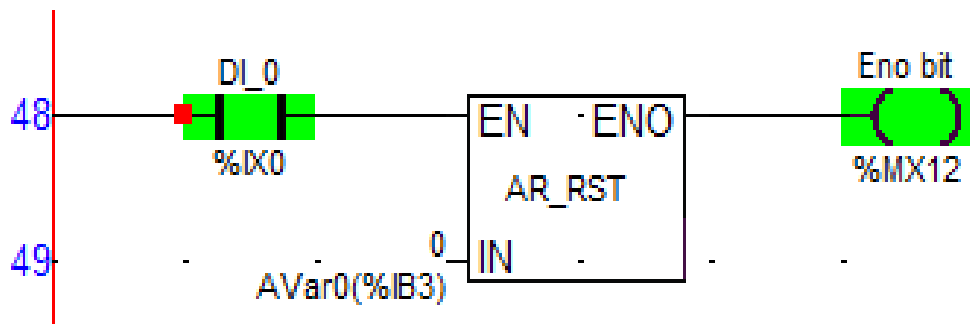 DI_0
Eno bit
48
EN
ENO
%IX0
%MX12
AR_RST
0
49
IN
AVar0(%IB3)